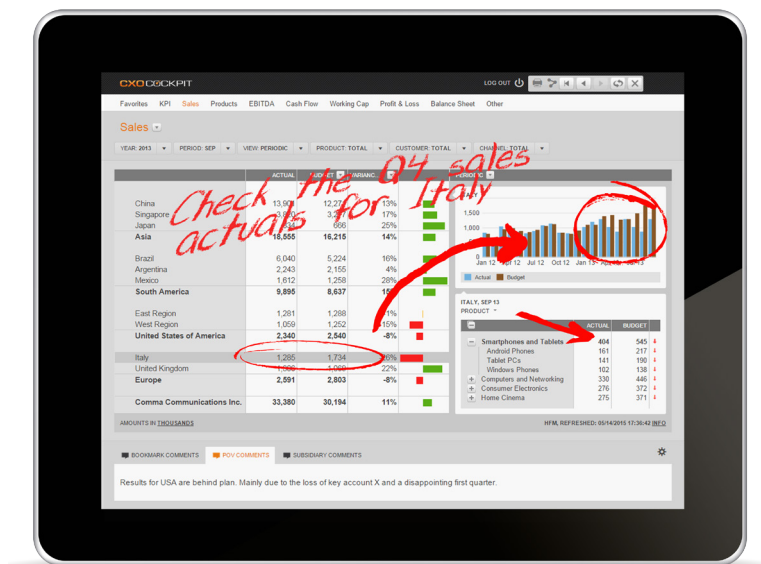 CXO COCKPIT
LOG OUT
Favorites KPI Sales Products EBITDA Cash Flow Working Cap Profit & Loss Balance Sheet Other
Sales
YEAR: 2013 PERIOD: SEP VIEW: PERIODIC PRODUCT: TOTAL CUSTOMER: TOTAL CHANNEL: TOTAL
Check the Q4 sales
actuals for Italy
ACTUAL BUDGET VARIANC... PERIODIC
China 13,901 13%
Singapore 17%
Japan 666 25%
Asia 18,555 16,215 14%
Brazil 6,040 5,224 16%
Argentina 2,243 2,155 4%
Mexico 1,612 1,258 28%
South America 9,895 8,637
East Region 1,281 1,288
West Region 1,059 1,252
United States of America 2,340 2,540 -8%
Italy 1,285 1,734
United Kingdom 22%
Europe 2,591 2,803 -8%
Comma Communications Inc. 33,380 30,194 11%
1,500
1,000
0
Jan 12 Jul 12 Oct 12 Jan 13
Actual Budget
ITALY, SEP 13
PRODUCT
ACTUAL BUDGET
Smartphones and Tablets 404 545
Android Phones 161 217
Tablet PCs 141 190
Windows Phones 102 138
Computers and Networking 330 446
Consumer Electronics 276 372
Home Cinema 275 371
AMOUNTS IN THOUSANDS
HFM, REFRESHED: 05/14/2015 17:36:42 INFO
BOOKMARK COMMENTS POV COMMENTS SUBSIDIARY COMMENTS
Results for USA are behind plan. Mainly due to the loss of key account X and a disappointing first quarter.